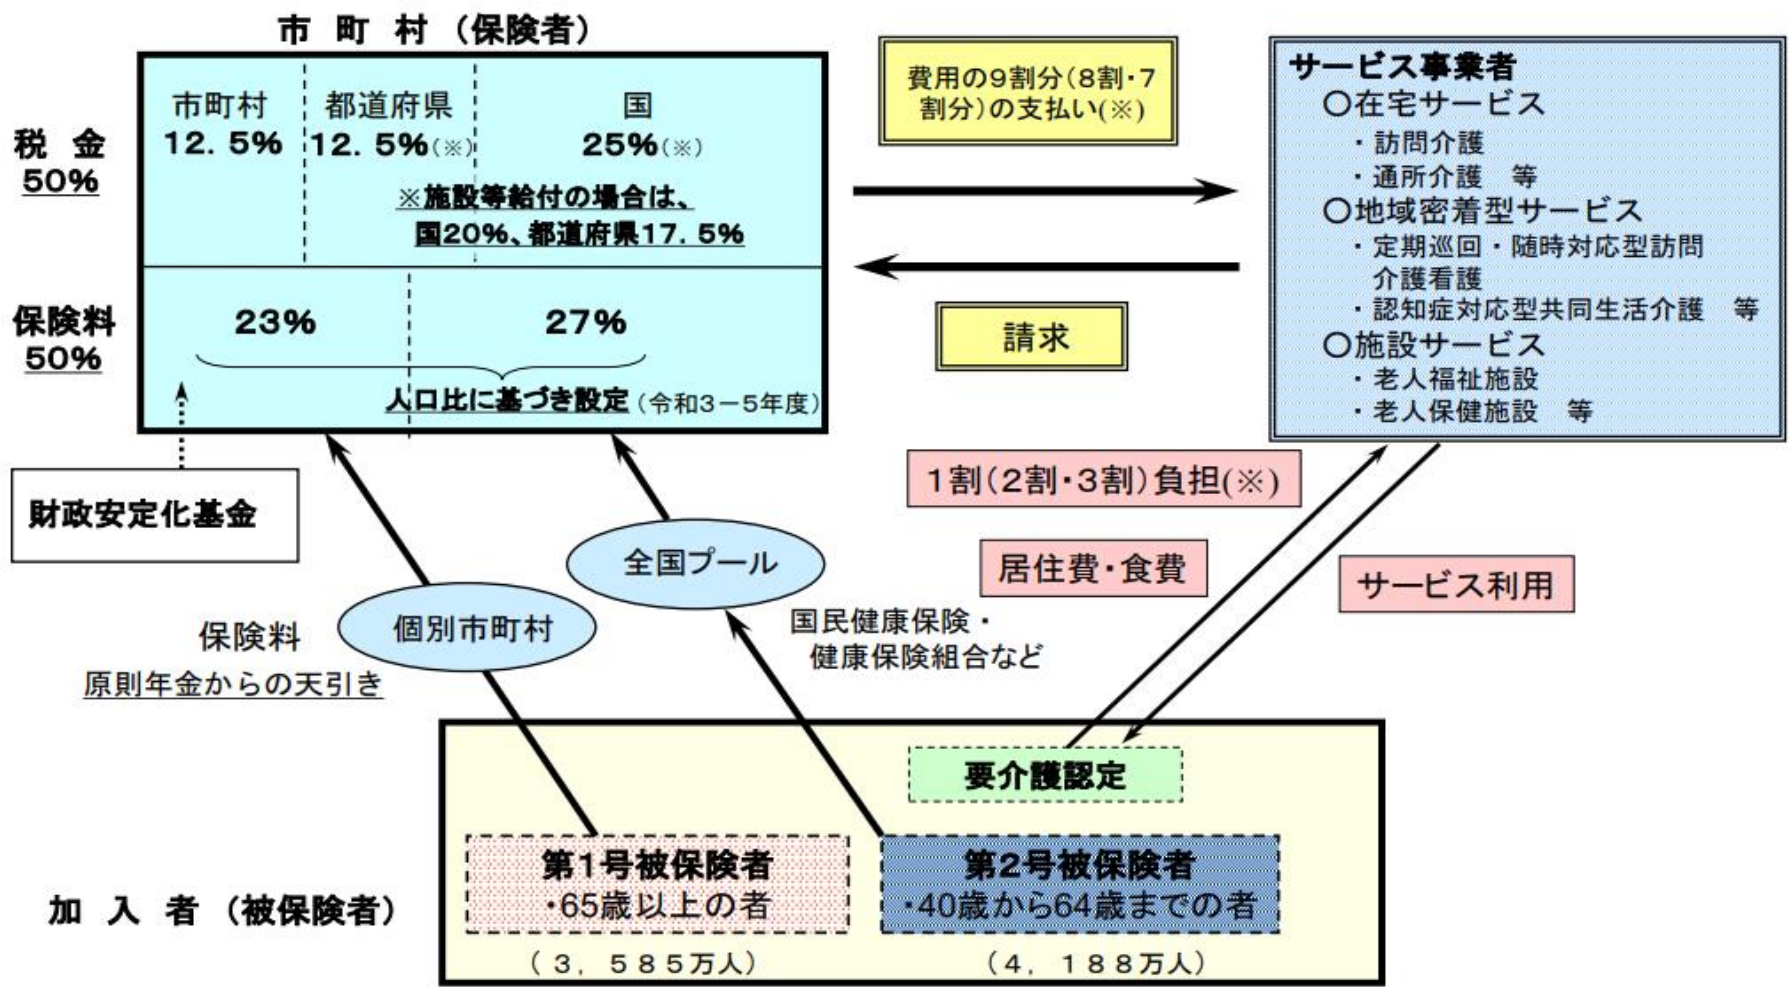 市 町 村 (保険者)
税 金
50%
市町村
12.5%
都道府県
12.5%(※)
国
25%(※)
※施設等給付の場合は、
国20%、都道府県17.5%
保険料
50%
23%
27%
人口比に基づき設定 (令和3-5年度)
財政安定化基金
費用の9割分(8割・7
割分)の支払い(※)
請求
サービス事業者
〇在宅サービス
・訪問介護
・通所介護 等
〇地域密着型サービス
・定期巡回・随時対応型訪問
介護看護
・認知症対応型共同生活介護 等
〇施設サービス
・老人福祉施設
・老人保健施設 等
1割(2割・3割)負担(※)
居住費・食費
サービス利用
全国プール
個別市町村
保険料
原則年金からの天引き
国民健康保険・
健康保険組合など
要介護認定
加 入 者 (被保険者)
第1号被保険者
・65歳以上の者
(3,585万人)
第2号被保険者
・40歳から64歳までの者
(4,188万人)